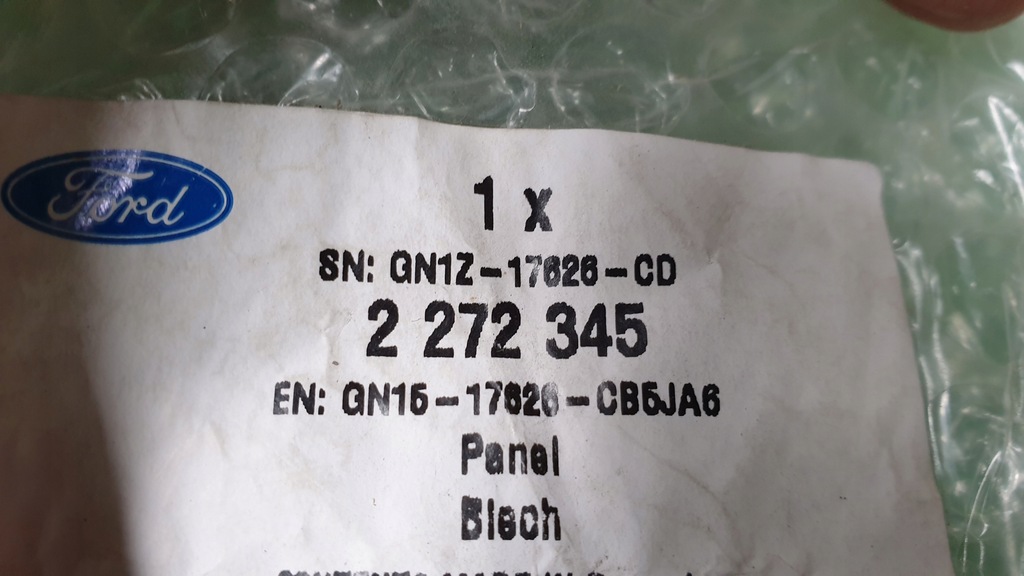 Ford
1 x
SN: GN1Z-17626-CD
2 272 345
EN: GN15-17626-CB5JA6
Panel
Blech